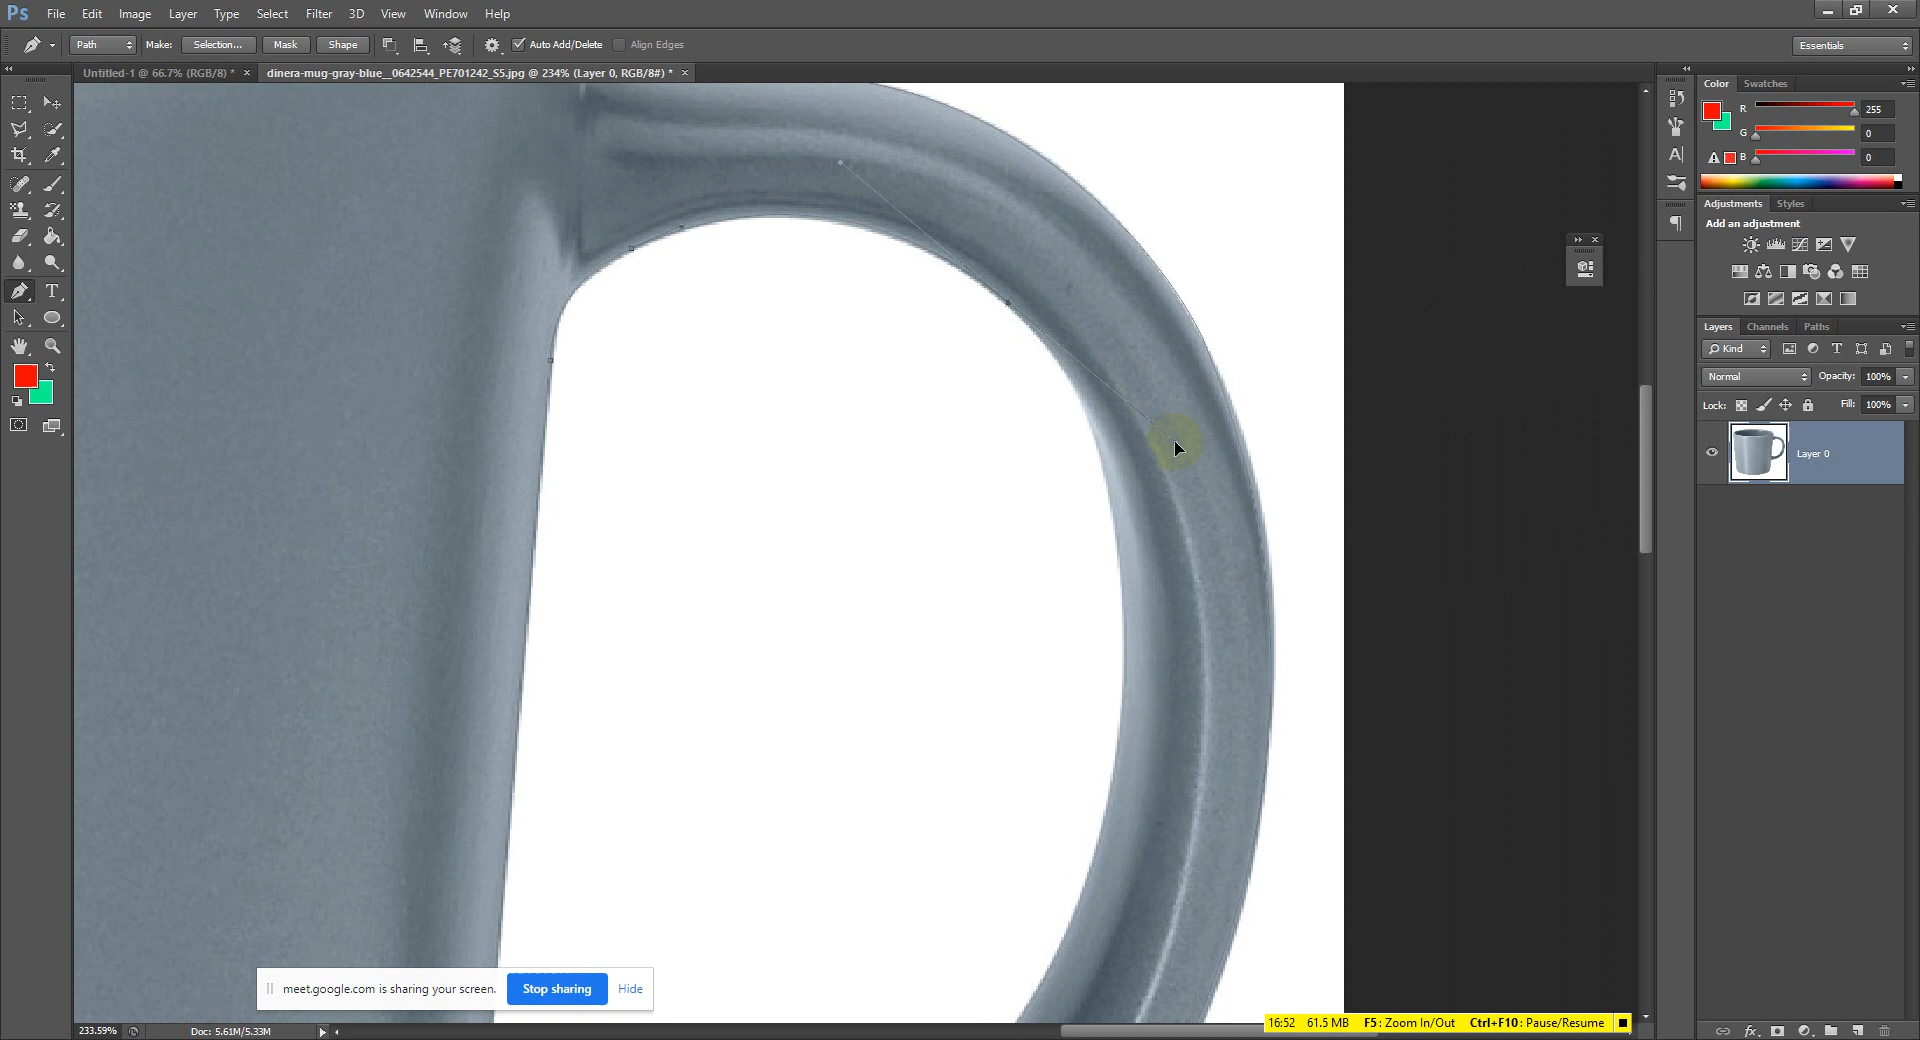 Ps File Edit Image Layer Type Select Filter 3D View Window Help
Path Make: Selection... Mask Shape Auto Add/Delete Align Edges Essentials
Untitled-1 @ 66.7% (RGB/8) * × dinera-mug-gray-blue__0642544_PE701242_S5.jpg @ 234% (Layer 0, RGB/8#) * ×
Color Swatches
R 255
G 0
B 0
Adjustments Styles
Add an adjustment
Layers Channels Paths
Kind
Normal Opacity: 100%
Lock: Fill: 100%
Layer 0
meet.google.com is sharing your screen. Stop sharing Hide
16:52 61.5 MB F5: Zoom In/Out Ctrl+F10: Pause/Resume
233.59% Doc: 5.61M/5.33M